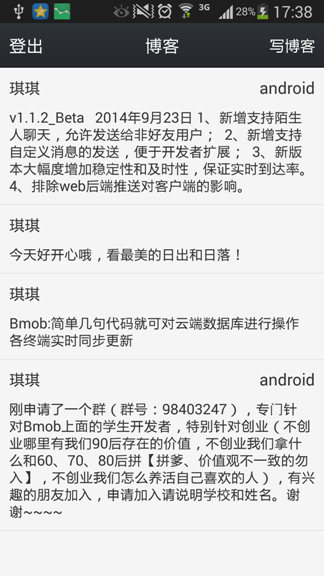 3G 28% 17:38
登出 博客 写博客
琪琪 android
v1.1.2_Beta 2014年9月23日 1、新增支持陌生
人聊天，允许发送给非好友用户； 2、新增支持
自定义消息的发送，便于开发者扩展； 3、新版
本大幅度增加稳定性和及时性，保证实时到达率。
4、排除web后端推送对客户端的影响。
琪琪
今天好开心哦，看最美的日出和日落！
琪琪
Bmob:简单几句代码就可对云端数据库进行操作
各终端实时同步更新
琪琪 android
刚申请了一个群（群号：98403247），专门针
对Bmob上面的学生开发者，特别针对创业（不创
业哪里有我们90后存在的价值，不创业我们拿什
么和60、70、80后拼【拼爹、价值观不一致的勿
入】，不创业我们怎么养活自己喜欢的人），有兴
趣的朋友加入，申请加入请说明学校和姓名。谢
谢~~~~